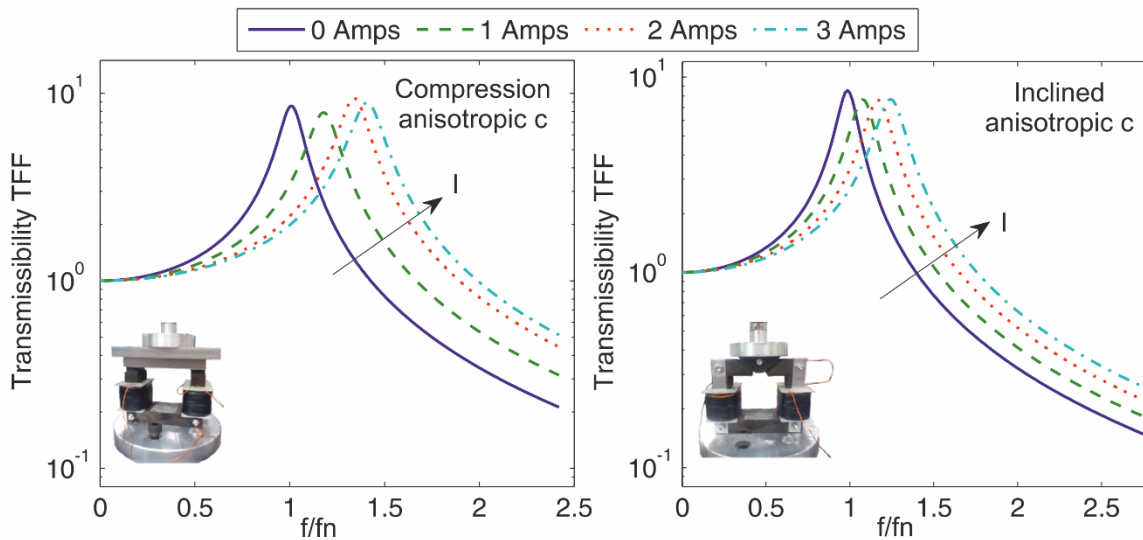 0 Amps 1 Amps 2 Amps 3 Amps
Transmissibility TFF
10^1
10^0
10^-1
Compression
anisotropic c
I
0 0.5 1 1.5 2 2.5
f/fn
Transmissibility TFF
10^1
10^0
10^-1
Inclined
anisotropic c
I
0 0.5 1 1.5 2 2.5
f/fn